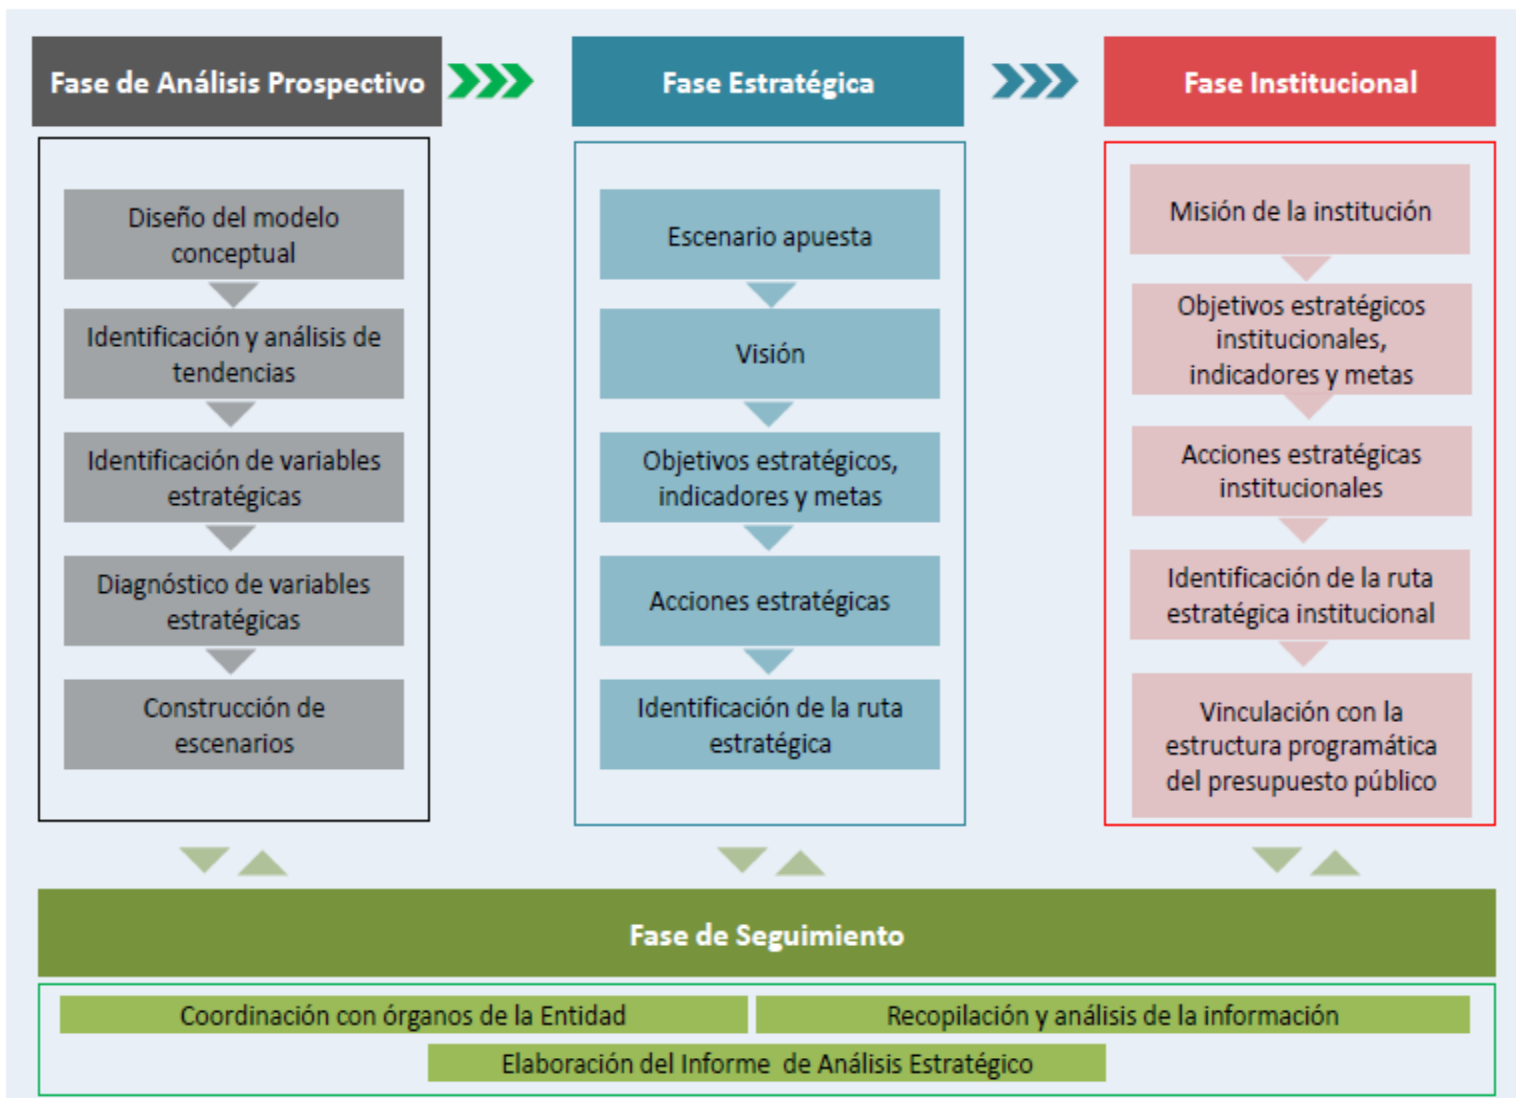 Fase de Análisis Prospectivo
Diseño del modelo
conceptual
Identificación y análisis de
tendencias
Identificación de variables
estratégicas
Diagnóstico de variables
estratégicas
Construcción de
escenarios
Fase Estratégica
Escenario apuesta
Visión
Objetivos estratégicos,
indicadores y metas
Acciones estratégicas
Identificación de la ruta
estratégica
Fase Institucional
Misión de la institución
Objetivos estratégicos
institucionales,
indicadores y metas
Acciones estratégicas
institucionales
Identificación de la ruta
estratégica institucional
Vinculación con la
estructura programática
del presupuesto público
Fase de Seguimiento
Coordinación con órganos de la Entidad
Recopilación y análisis de la información
Elaboración del Informe de Análisis Estratégico